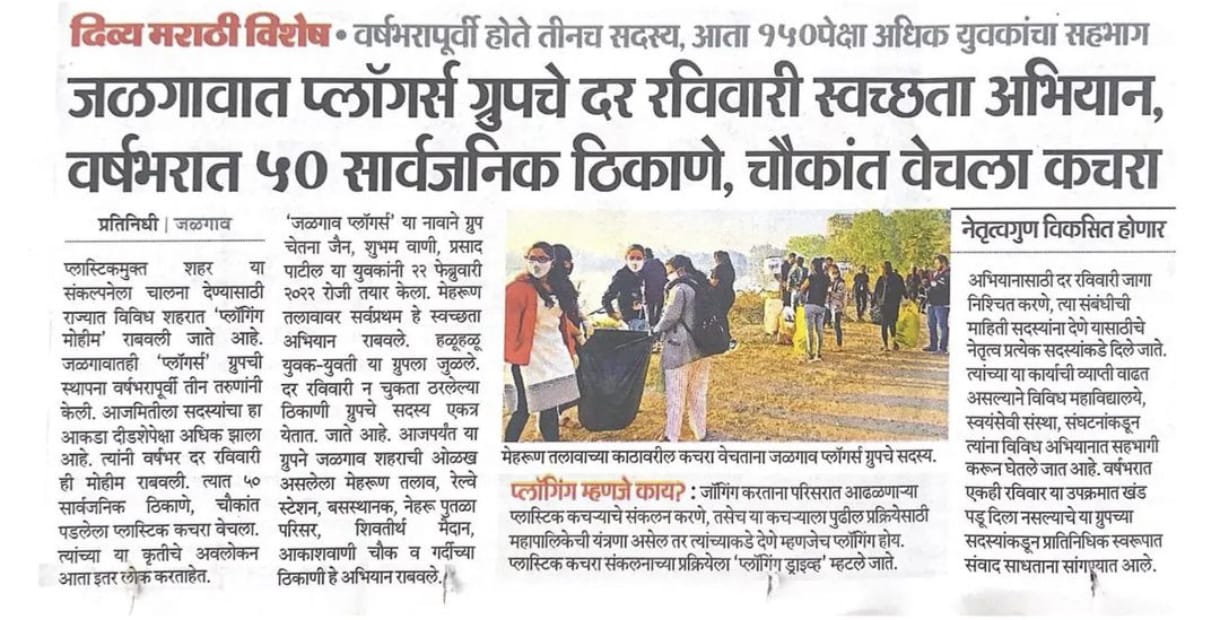 दिव्य मराठी विशेष • वर्षभरापूर्वी होते तीनच सदस्य, आता १५०पेक्षा अधिक युवकांचा सहभाग
जळगावात प्लॉगर्स ग्रुपचे दर रविवारी स्वच्छता अभियान,
वर्षभरात ५० सार्वजनिक ठिकाणे, चौकांत वेचला कचरा
प्रतिनिधी | जळगाव
प्लास्टिकमुक्त शहर या
संकल्पनेला चालना देण्यासाठी
राज्यात विविध शहरात ‘प्लॉगिंग
मोहीम’ राबवली जाते आहे.
जळगावातही ‘प्लॉगर्स’ ग्रुपची
स्थापना वर्षभरापूर्वी तीन तरुणांनी
केली. आजमितीला सदस्यांचा हा
आकडा दीडशेपेक्षा अधिक झाला
आहे. त्यांनी वर्षभर दर रविवारी
ही मोहीम राबवली. त्यात ५०
सार्वजनिक ठिकाणे, चौकांत
पडलेला प्लास्टिक कचरा वेचला.
त्यांच्या या कृतीचे अवलोकन
आता इतर लोक करताहेत.
‘जळगाव प्लॉगर्स’ या नावाने ग्रुप
चेतना जैन, शुभम वाणी, प्रसाद
पाटील या युवकांनी २२ फेब्रुवारी
२०२२ रोजी तयार केला. मेहरूण
तलावावर सर्वप्रथम हे स्वच्छता
अभियान राबवले. हळूहळू
युवक-युवती या ग्रुपला जुळले.
दर रविवारी न चुकता ठरलेल्या
ठिकाणी ग्रुपचे सदस्य एकत्र
येतात. जाते आहे. आजपर्यंत या
ग्रुपने जळगाव शहराची ओळख
असलेला मेहरूण तलाव, रेल्वे
स्टेशन, बसस्थानक, नेहरू पुतळा
परिसर, शिवतीर्थ मैदान,
आकाशवाणी चौक व गर्दीच्या
ठिकाणी हे अभियान राबवले.
मेहरूण तलावाच्या काठावरील कचरा वेचताना जळगाव प्लॉगर्स ग्रुपचे सदस्य.
प्लॉगिंग म्हणजे काय? : जॉगिंग करताना परिसरात आढळणाऱ्या
प्लास्टिक कचऱ्याचे संकलन करणे, तसेच या कचऱ्याला पुढील प्रक्रियेसाठी
महापालिकेची यंत्रणा असेल तर त्यांच्याकडे देणे म्हणजेच प्लॉगिंग होय.
प्लास्टिक कचरा संकलनाच्या प्रक्रियेला ‘प्लॉगिंग ड्राइव्ह’ म्हटले जाते.
नेतृत्वगुण विकसित होणार
अभियानासाठी दर रविवारी जागा
निश्चित करणे, त्या संबंधीची
माहिती सदस्यांना देणे यासाठीचे
नेतृत्व प्रत्येक सदस्यांकडे दिले जाते.
त्यांच्या या कार्याची व्याप्ती वाढत
असल्याने विविध महाविद्यालये,
स्वयंसेवी संस्था, संघटनांकडून
त्यांना विविध अभियानात सहभागी
करून घेतले जात आहे. वर्षभरात
एकही रविवार या उपक्रमात खंड
पडू दिला नसल्याचे या ग्रुपच्या
सदस्यांकडून प्रातिनिधिक स्वरूपात
संवाद साधताना सांगण्यात आले.